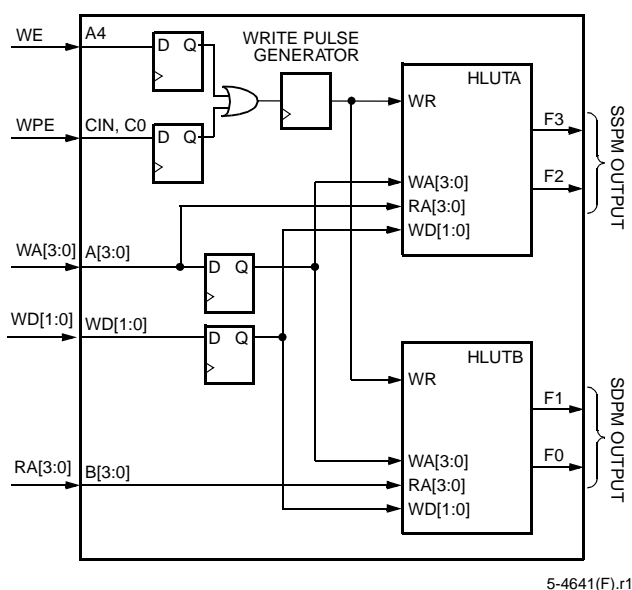 WE
A4
D Q
WRITE PULSE
GENERATOR
HLUTA
WR
F3
F2
SSPM OUTPUT
WPE
CIN, C0
D Q
WA[3:0]
RA[3:0]
WD[1:0]
WA[3:0]
A[3:0]
D Q
WD[1:0]
WD[1:0]
D Q
HLUTB
WR
F1
F0
SDPM OUTPUT
WA[3:0]
RA[3:0]
WD[1:0]
RA[3:0]
B[3:0]
5-4641(F).r1